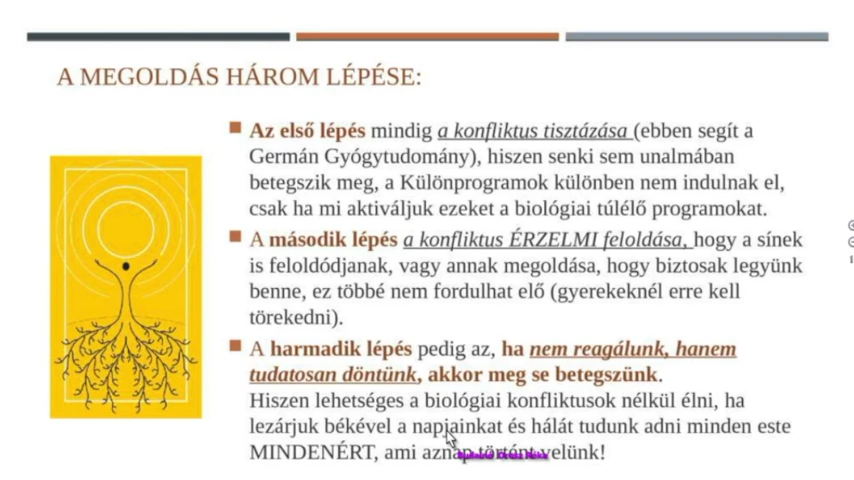 A MEGOLDÁS HÁROM LÉPÉSE:
Az első lépés mindig a konfliktus tisztázása (ebben segít a
Germán Gyógytudomány), hiszen senki sem unalmában
betegszik meg, a Különprogramok különben nem indulnak el,
csak ha mi aktiváljuk ezeket a biológiai túlélő programokat.
A második lépés a konfliktus ÉRZELMI feloldása, hogy a sínek
is feloldódjanak, vagy annak megoldása, hogy biztosak legyünk
benne, ez többé nem fordulhat elő (gyerekeknél erre kell
törekedni).
A harmadik lépés pedig az, ha nem reagálunk, hanem
tudatosan döntünk, akkor meg se betegszünk.
Hiszen lehetséges a biológiai konfliktusok nélkül élni, ha
lezárjuk békével a napjainkat és hálát tudunk adni minden este
MINDENÉRT, ami aznap történt velünk!